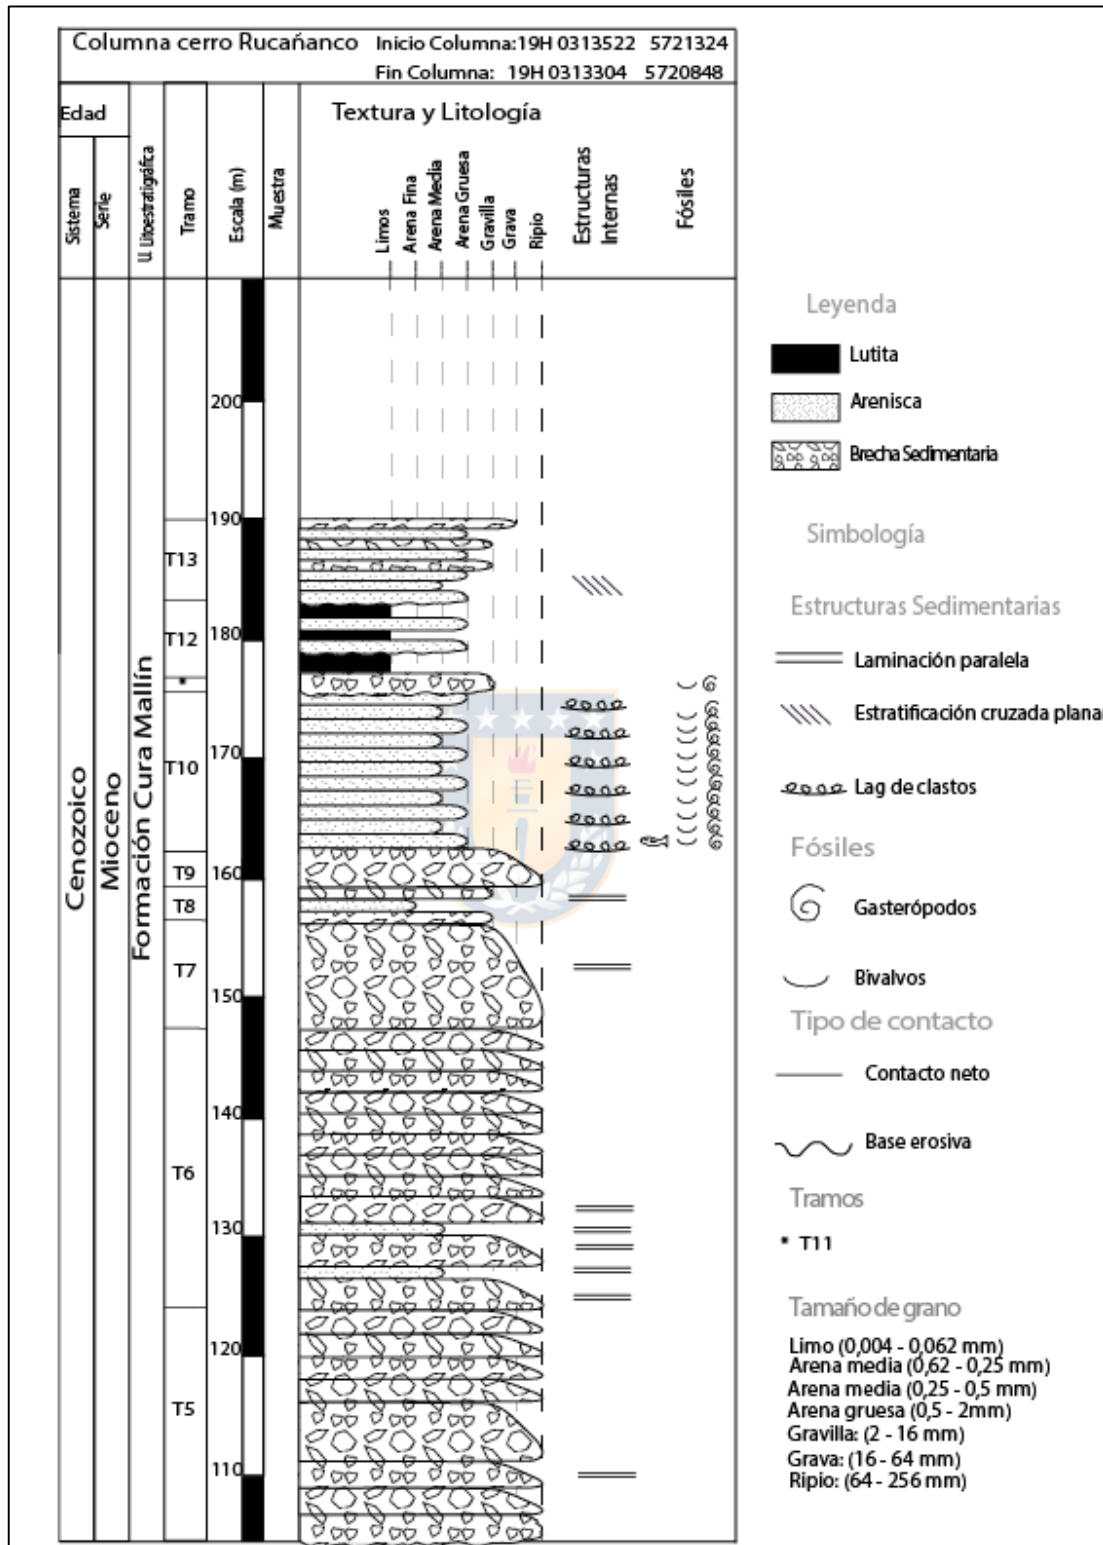 Columna cerro Rucañanco Inicio Columna:19H 0313522 5721324
Fin Columna: 19H 0313304 5720848
Edad
Textura y Litología
Sistema
Serie
U. Litoestratigráfica
Tramo
Escala (m)
Muestra
Limos
Arena Fina
Arena Media
Arena Gruesa
Gravilla
Grava
Ripio
Estructuras
Internas
Fósiles
Cenozoico
Mioceno
Formación Cura Mallín
200
190
T13
T12
180
*
170
T10
T9
160
T8
T7
150
140
T6
130
120
T5
110
Leyenda
Lutita
Arenisca
Brecha Sedimentaria
Simbología
Estructuras Sedimentarias
Laminación paralela
Estratificación cruzada plana
Lag de clastos
Fósiles
Gasterópodos
Bivalvos
Tipo de contacto
Contacto neto
Base erosiva
Tramos
* T11
Tamaño de grano
Limo (0,004 - 0,062 mm)
Arena media (0,62 - 0,25 mm)
Arena media (0,25 - 0,5 mm)
Arena gruesa (0,5 - 2mm)
Gravilla: (2 - 16 mm)
Grava: (16 - 64 mm)
Ripio: (64 - 256 mm)